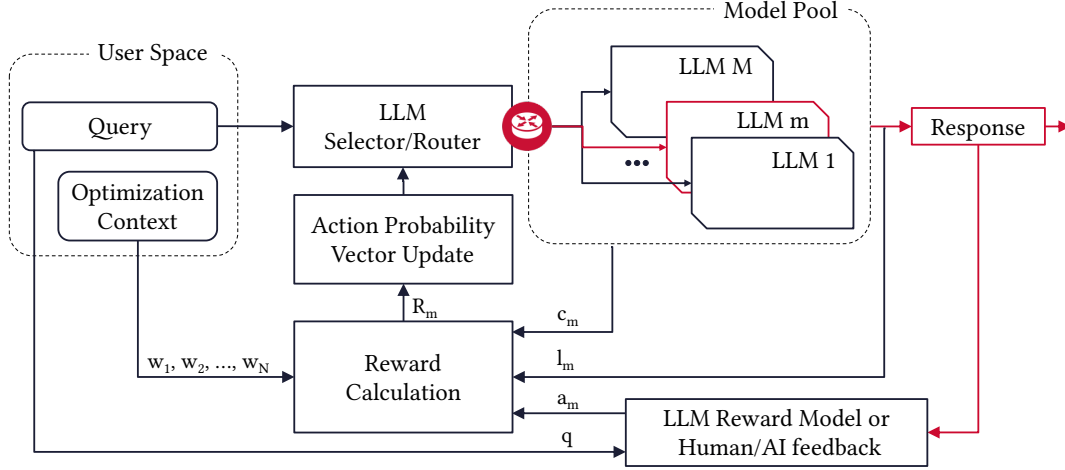 Model Pool
User Space
LLM M
Query
LLM
Selector/Router
LLM m
Response
•••
LLM 1
Optimization
Context
Action Probability
Vector Update
R_m
c_m
w_1, w_2, ..., w_N
Reward
Calculation
l_m
a_m
LLM Reward Model or
Human/AI feedback
q